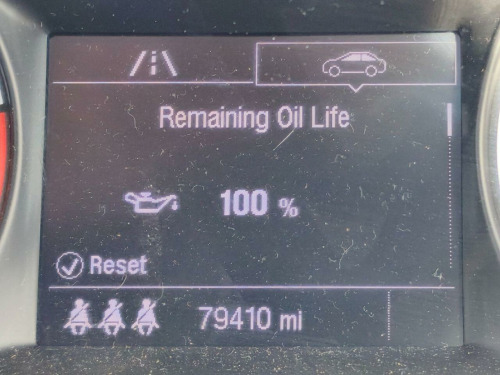 Remaining Oil Life
100 %
Reset
79410 mi